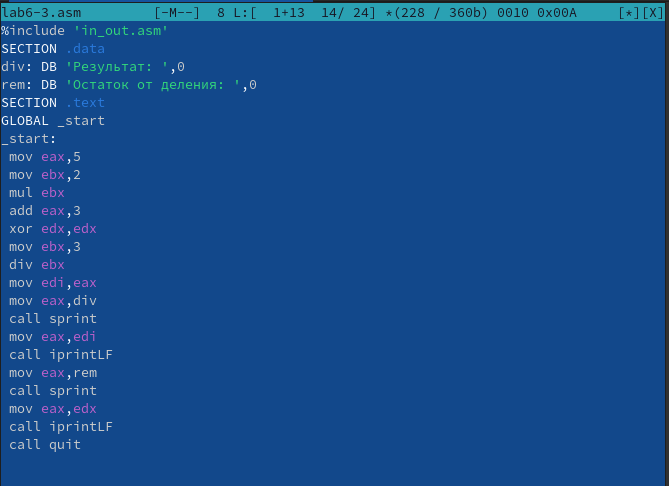 lab6-3.asm [-M--] 8 L:[ 1+13 14/ 24] *(228 / 360b) 0010 0x00A [*][X]
%include 'in_out.asm'
SECTION .data
div: DB 'Результат: ',0
rem: DB 'Остаток от деления: ',0
SECTION .text
GLOBAL _start
_start:
mov eax,5
mov ebx,2
mul ebx
add eax,3
xor edx,edx
mov ebx,3
div ebx
mov edi,eax
mov eax,div
call sprint
mov eax,edi
call iprintLF
mov eax,rem
call sprint
mov eax,edx
call iprintLF
call quit